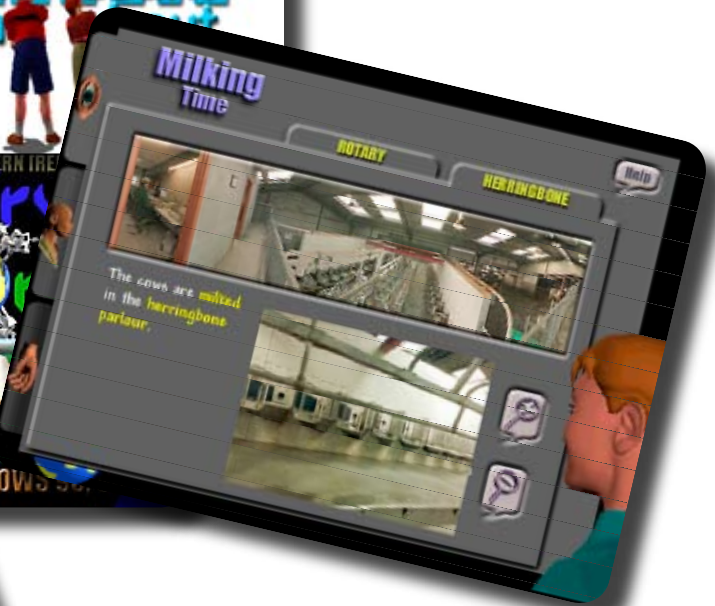 Milking
Time
ROTARY
HERRINGBONE
Help
The cows are milked
in the herringbone
parlour.